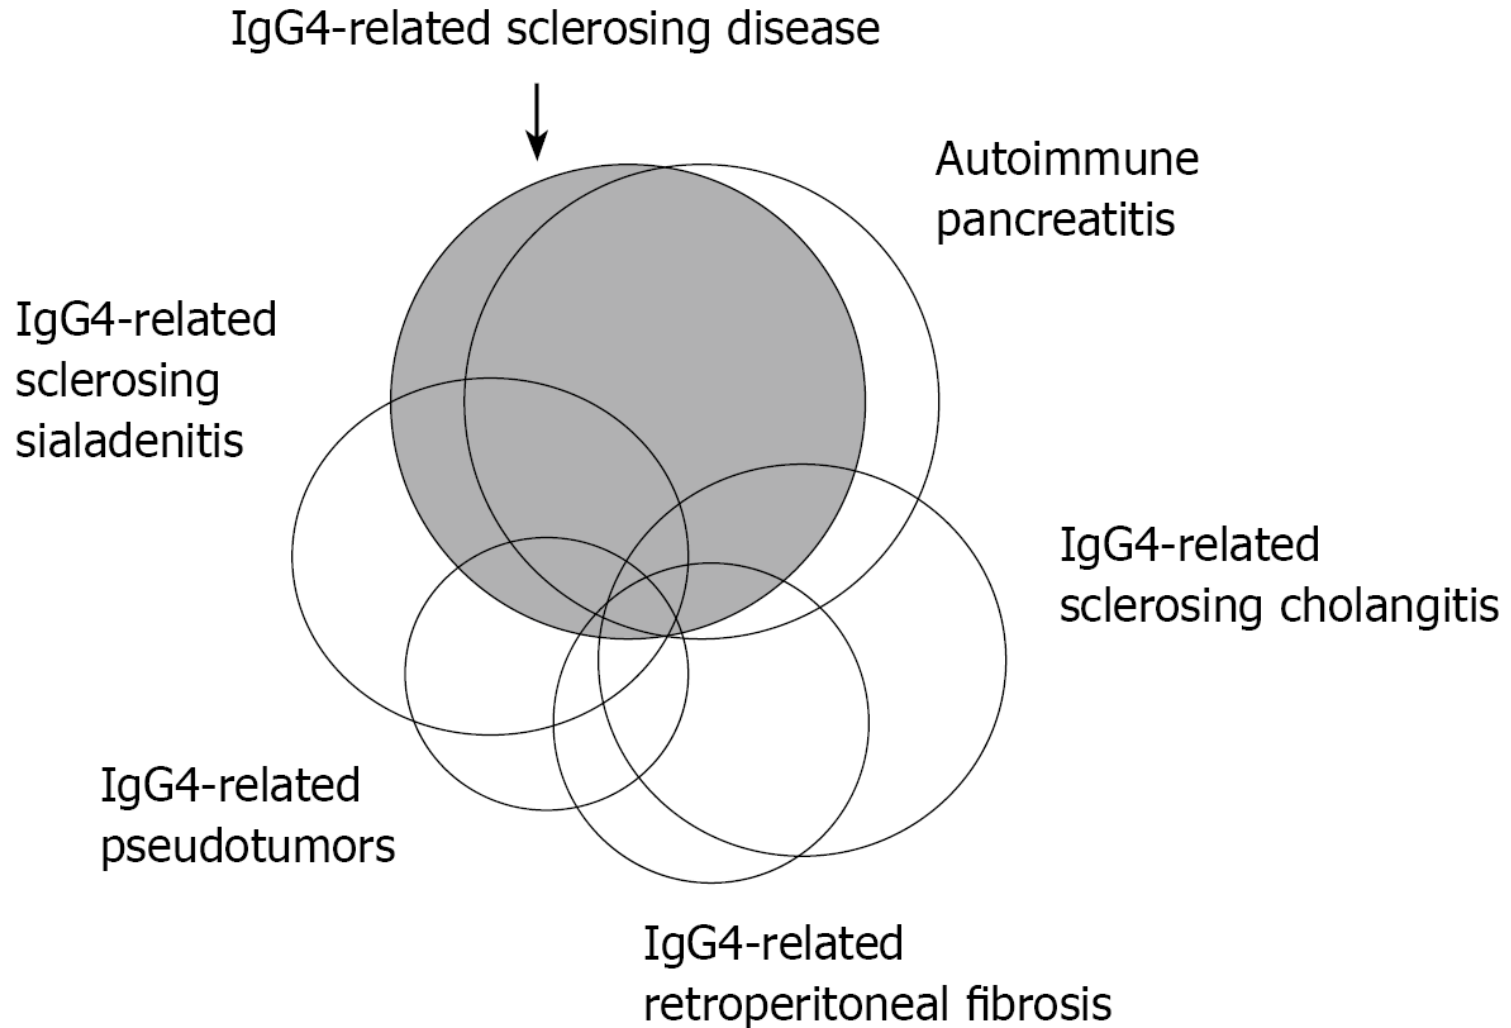 IgG4-related sclerosing disease
Autoimmune
pancreatitis
IgG4-related
sclerosing
sialadenitis
IgG4-related
sclerosing cholangitis
IgG4-related
pseudotumors
IgG4-related
retroperitoneal fibrosis